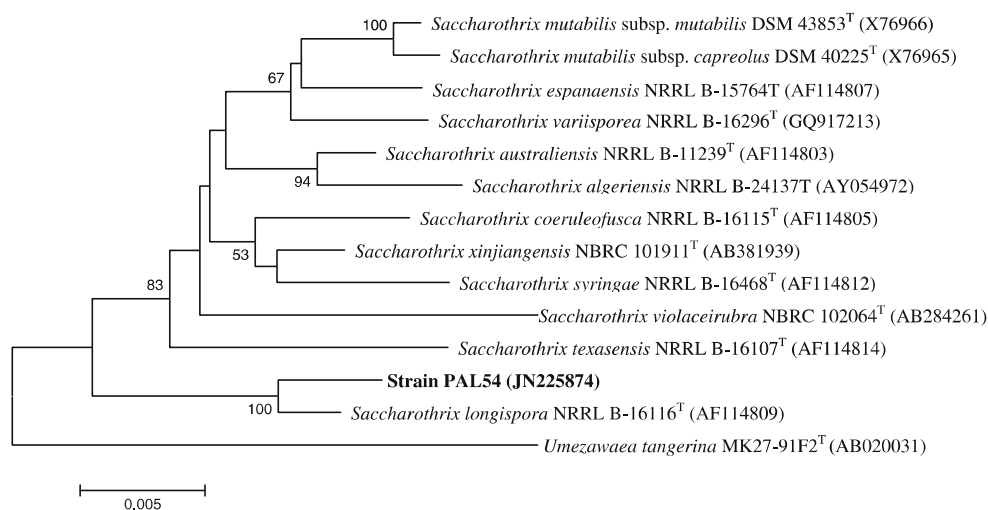 100 Saccharothrix mutabilis subsp. mutabilis DSM 43853T (X76966)
Saccharothrix mutabilis subsp. capreolus DSM 40225T (X76965)
67
Saccharothrix espanaensis NRRL B-15764T (AF114807)
Saccharothrix variisporea NRRL B-16296T (GQ917213)
Saccharothrix australiensis NRRL B-11239T (AF114803)
94
Saccharothrix algeriensis NRRL B-24137T (AY054972)
Saccharothrix coeruleofusca NRRL B-16115T (AF114805)
53
Saccharothrix xinjiangensis NBRC 101911T (AB381939)
Saccharothrix syringae NRRL B-16468T (AF114812)
83
Saccharothrix violaceirubra NBRC 102064T (AB284261)
Saccharothrix texasensis NRRL B-16107T (AF114814)
Strain PAL54 (JN225874)
100
Saccharothrix longispora NRRL B-16116T (AF114809)
Umezawaea tangerina MK27-91F2T (AB020031)
0.005